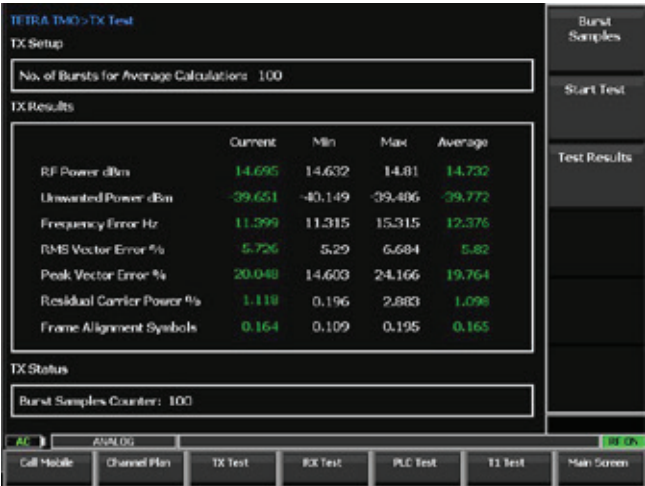 TETRA TMO>TX Test
TX Setup
No. of Bursts for Average Calculation: 100
TX Results
Current Min Max Average
RF Power dBm 14.695 14.632 14.81 14.732
Unwanted Power dBm -39.651 -40.149 -39.486 -39.772
Frequency Error Hz 11.399 11.315 15.315 12.376
RMS Vector Error % 5.726 5.29 6.684 5.82
Peak Vector Error % 20.048 14.603 24.166 19.764
Residual Carrier Power % 1.118 0.196 2.883 1.098
Frame Alignment Symbols 0.164 0.109 0.195 0.165
TX Status
Burst Samples Counter: 100
Burst Samples
Start Test
Test Results
AC ANALOG RF ON
Call Mobile Channel Plan TX Test RX Test PLC Test T1 Test Main Screen